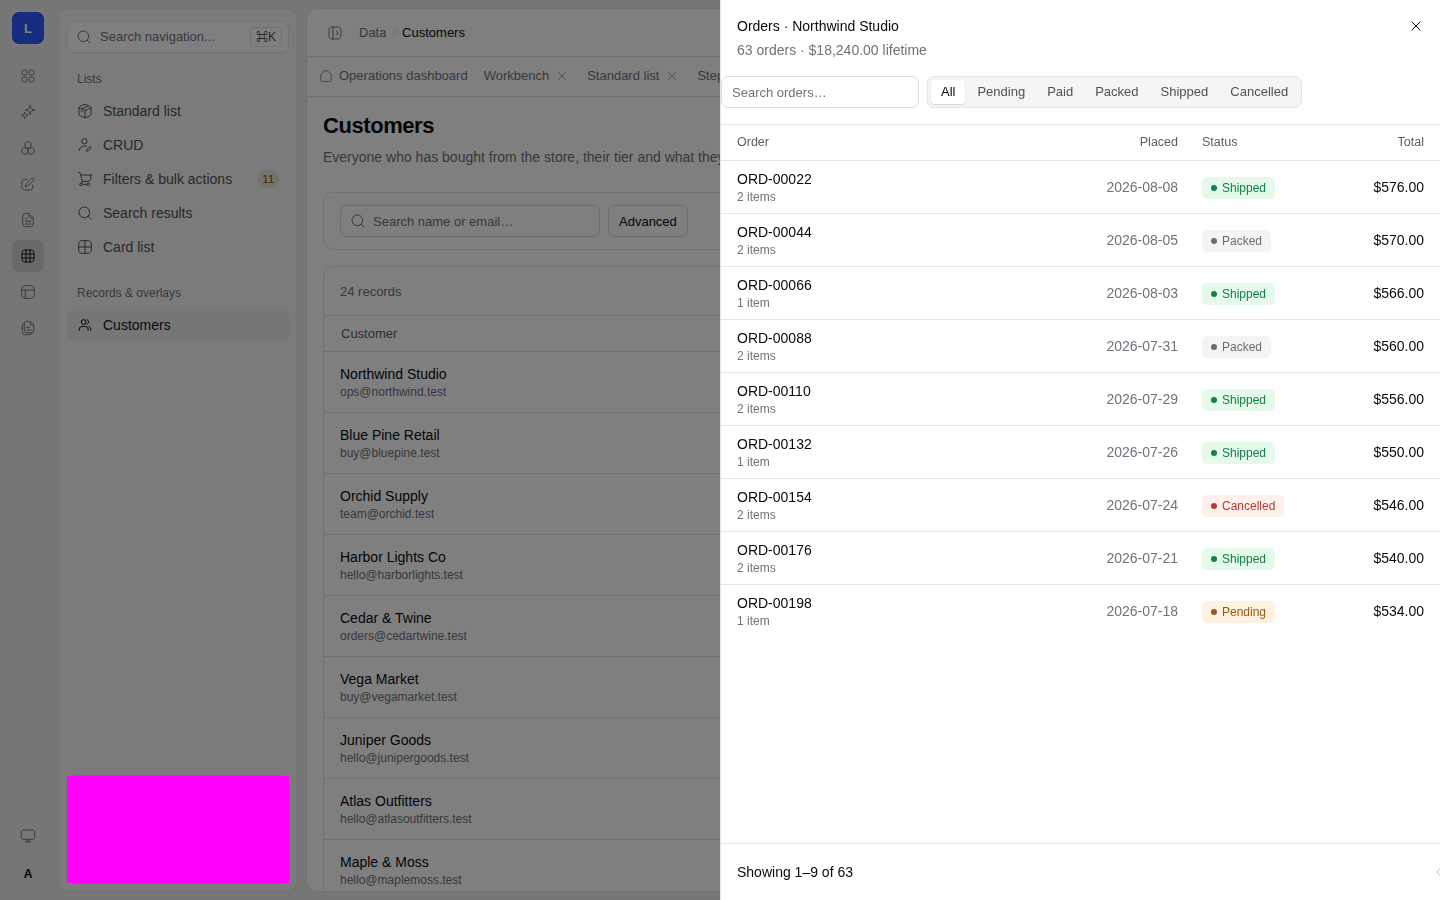 L
Search navigation... ⌘K
Lists
Standard list
CRUD
Filters & bulk actions 11
Search results
Card list
Records & overlays
Customers
A
Data / Customers
Operations dashboard Workbench Standard list
Customers
Everyone who has bought from the store, their tier and what they
Search name or email… Advanced
24 records
Customer
Northwind Studio
ops@northwind.test
Blue Pine Retail
buy@bluepine.test
Orchid Supply
team@orchid.test
Harbor Lights Co
hello@harborlights.test
Cedar & Twine
orders@cedartwine.test
Vega Market
buy@vegamarket.test
Juniper Goods
hello@junipergoods.test
Atlas Outfitters
hello@atlasoutfitters.test
Maple & Moss
hello@maplemoss.test
Orders · Northwind Studio
63 orders · $18,240.00 lifetime
Search orders… All Pending Paid Packed Shipped Cancelled
Order Placed Status Total
ORD-00022 2026-08-08 Shipped $576.00
2 items
ORD-00044 2026-08-05 Packed $570.00
2 items
ORD-00066 2026-08-03 Shipped $566.00
1 item
ORD-00088 2026-07-31 Packed $560.00
2 items
ORD-00110 2026-07-29 Shipped $556.00
2 items
ORD-00132 2026-07-26 Shipped $550.00
1 item
ORD-00154 2026-07-24 Cancelled $546.00
2 items
ORD-00176 2026-07-21 Shipped $540.00
2 items
ORD-00198 2026-07-18 Pending $534.00
1 item
Showing 1–9 of 63